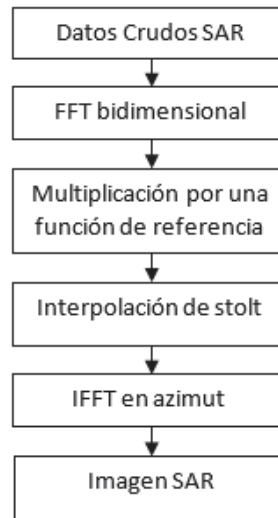 Datos Crudos SAR
FFT bidimensional
Multiplicación por una
función de referencia
Interpolación de stolt
IFFT en azimut
Imagen SAR